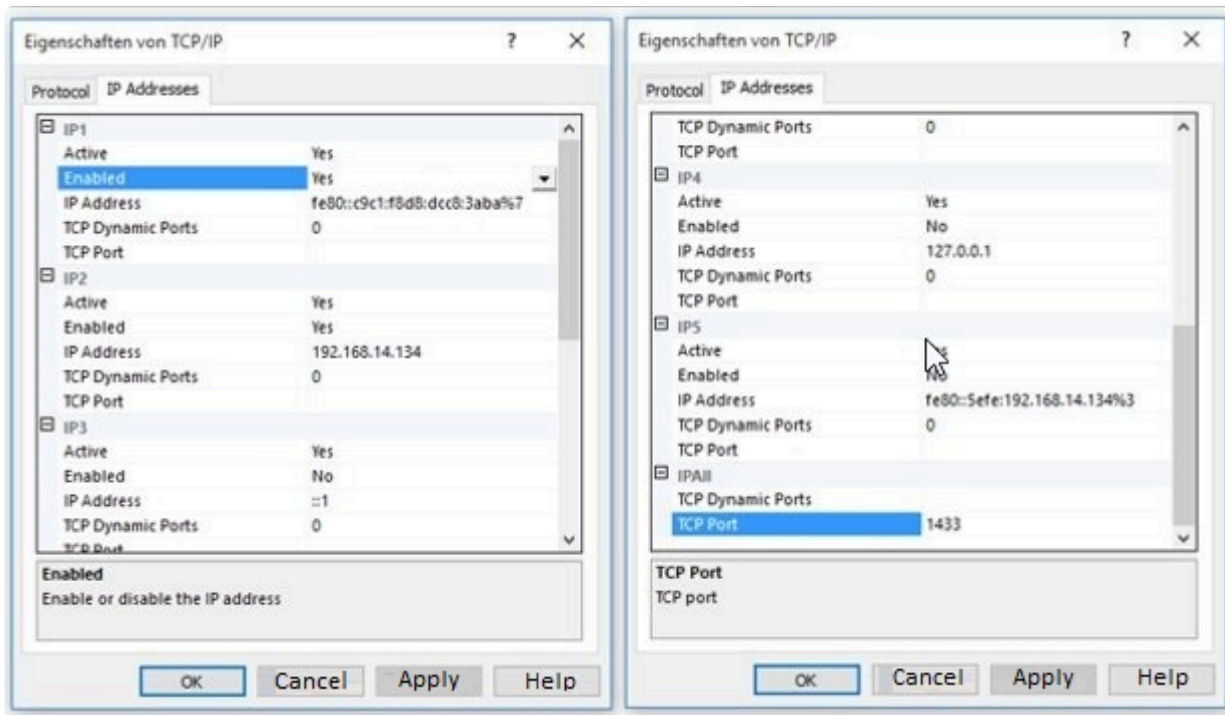 Eigenschaften von TCP/IP ? ×
Protocol IP Addresses
IP1
Active Yes
Enabled Yes
IP Address fe80::c9c1:f8d8:dcc8:3aba%7
TCP Dynamic Ports 0
TCP Port
IP2
Active Yes
Enabled Yes
IP Address 192.168.14.134
TCP Dynamic Ports 0
TCP Port
IP3
Active Yes
Enabled No
IP Address ::1
TCP Dynamic Ports 0
TCP Port
Enabled
Enable or disable the IP address
OK Cancel Apply Help
Eigenschaften von TCP/IP ? ×
Protocol IP Addresses
TCP Dynamic Ports 0
TCP Port
IP4
Active Yes
Enabled No
IP Address 127.0.0.1
TCP Dynamic Ports 0
TCP Port
IP5
Active Yes
Enabled No
IP Address fe80::5efe:192.168.14.134%3
TCP Dynamic Ports 0
TCP Port
IPAll
TCP Dynamic Ports
TCP Port 1433
TCP Port
TCP port
OK Cancel Apply Help